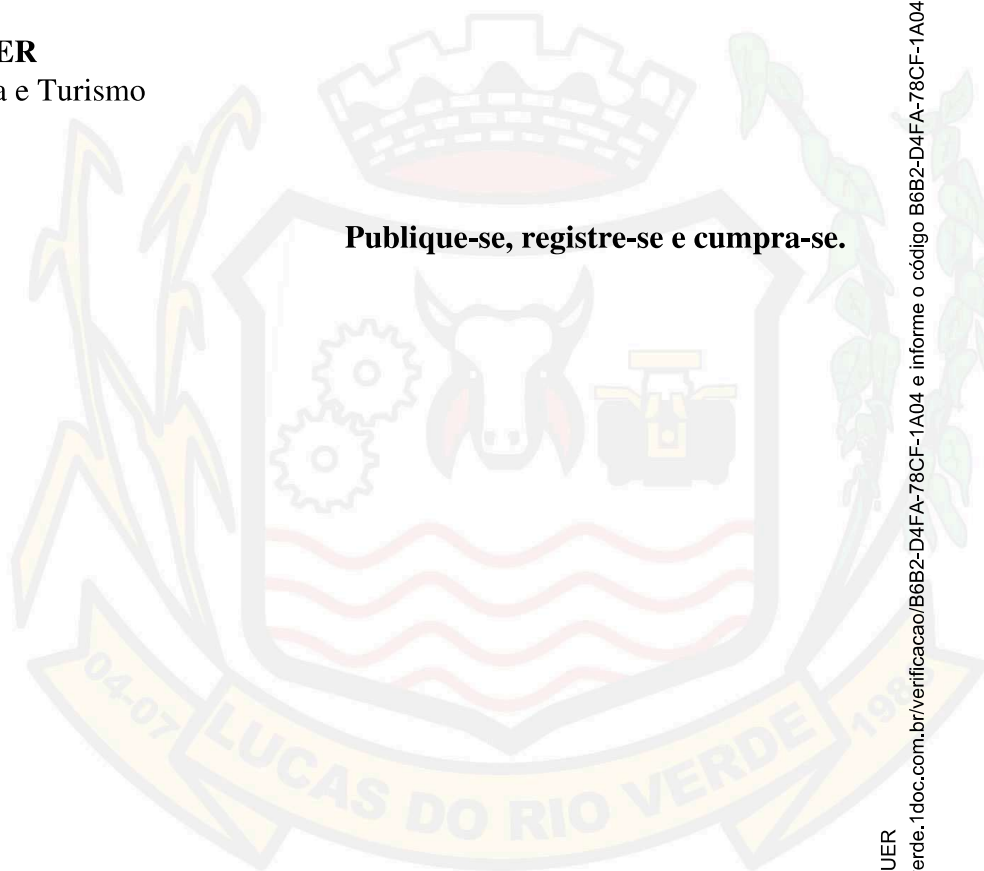 ER
a e Turismo
Publique-se, registre-se e cumpra-se.
04-07 LUCAS DO RIO VERDE 1988
UER
erde.1doc.com.br/verificacao/B6B2-D4FA-78CF-1A04 e informe o código B6B2-D4FA-78CF-1A04